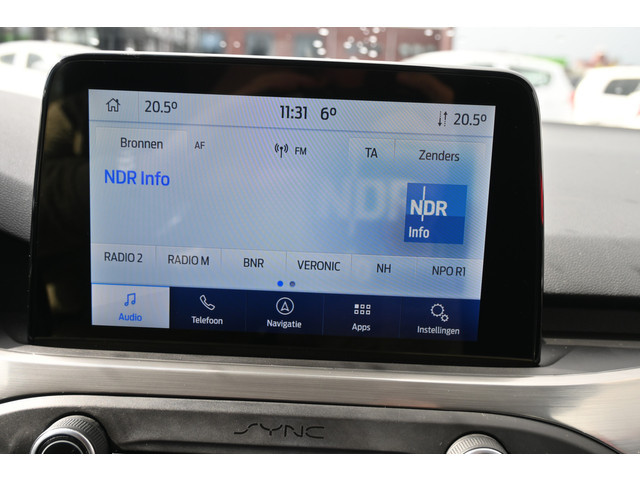 20.5° 11:31 6° 20.5°
Bronnen AF FM TA Zenders
NDR Info
NDR
NDR
Info
RADIO 2 RADIO M BNR VERONIC NH NPO R1
Audio Telefoon Navigatie Apps Instellingen
SYNC